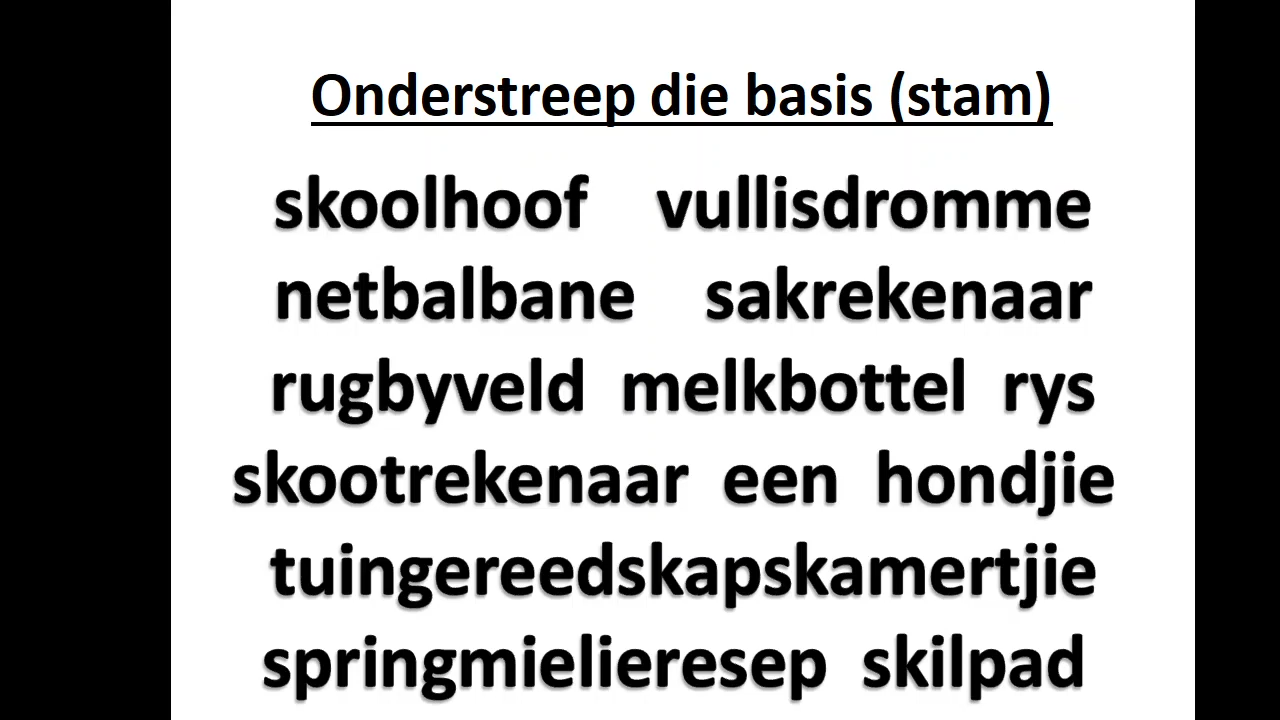 Onderstreep die basis (stam)
skoolhoof vullisdromme
netbalbane sakrekenaar
rugbyveld melkbottel rys
skootrekenaar een hondjie
tuingereedskapskamertjie
springmielieresep skilpad